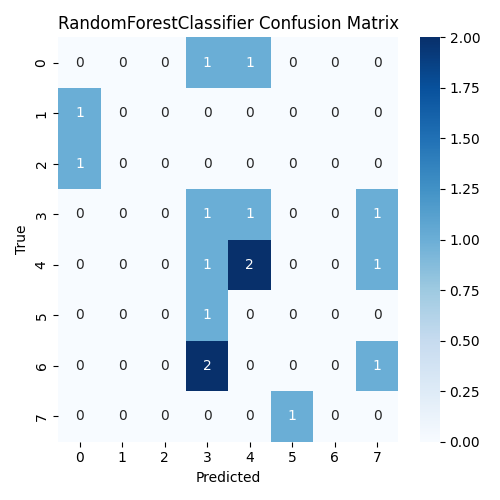 RandomForestClassifier Confusion Matrix
0 0 0 0 1 1 0 0 0
1 1 0 0 0 0 0 0 0
2 1 0 0 0 0 0 0 0
3 0 0 0 1 1 0 0 1
4 0 0 0 1 2 0 0 1
5 0 0 0 1 0 0 0 0
6 0 0 0 2 0 0 0 1
7 0 0 0 0 0 1 0 0
0 1 2 3 4 5 6 7
True
Predicted
2.00
1.75
1.50
1.25
1.00
0.75
0.50
0.25
0.00